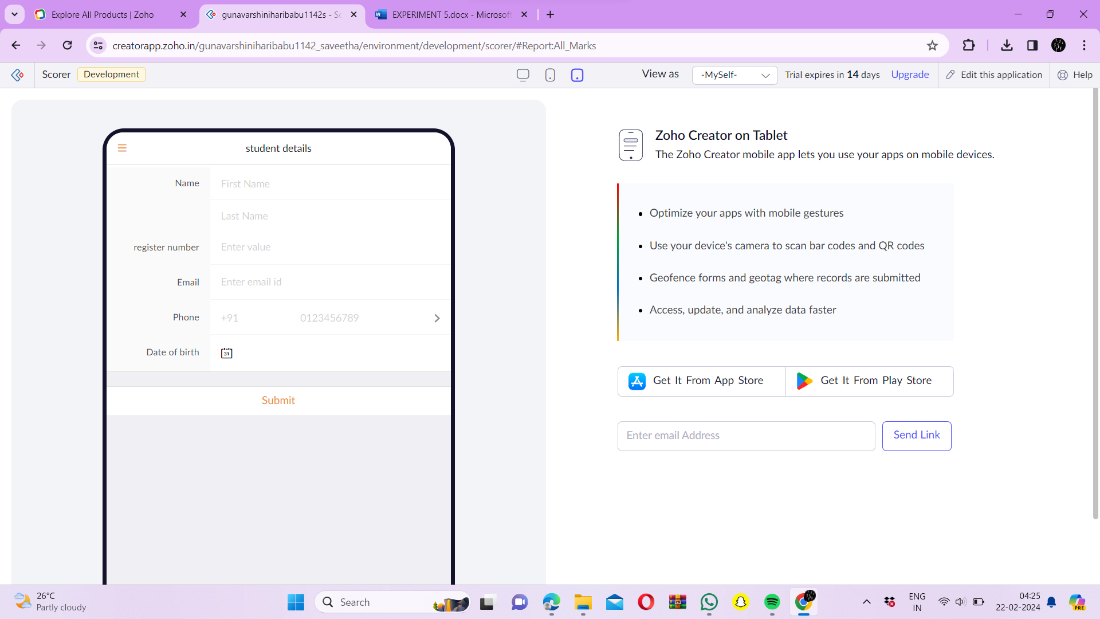 Explore All Products | Zoho
gunavarshiniharibabu1142s - Sc
EXPERIMENT 5.docx - Microsoft
creatorapp.zoho.in/gunavarshiniharibabu1142_saveetha/environment/development/scorer/#Report:All_Marks
Scorer Development
View as -MySelf- Trial expires in 14 days Upgrade Edit this application Help
student details
Name First Name
Last Name
register number Enter value
Email Enter email id
Phone +91 0123456789
Date of birth
Submit
Zoho Creator on Tablet
The Zoho Creator mobile app lets you use your apps on mobile devices.
Optimize your apps with mobile gestures
Use your device's camera to scan bar codes and QR codes
Geofence forms and geotag where records are submitted
Access, update, and analyze data faster
Get It From App Store Get It From Play Store
Enter email Address Send Link
26°C
Partly cloudy
Search
ENG
IN
04:25
22-02-2024